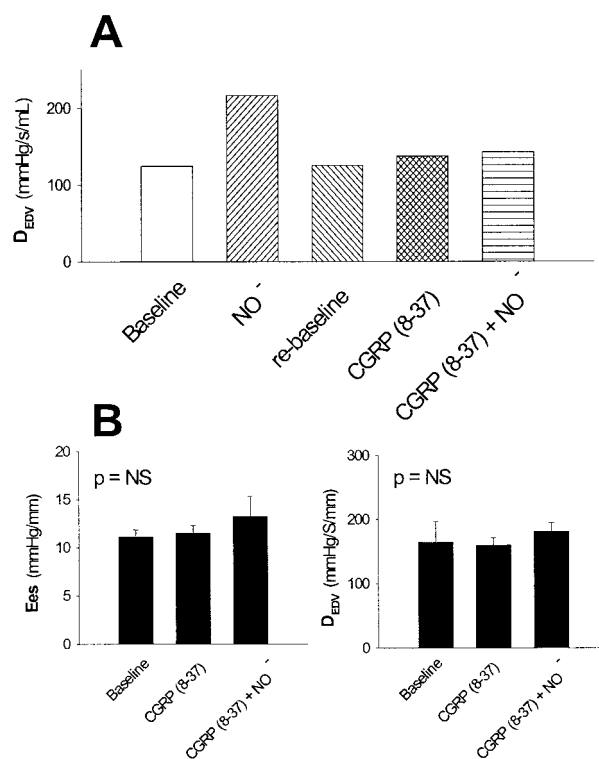 A
D_EDV (mmHg/s/mL)
200
100
0
Baseline
NO⁻
re-baseline
CGRP (8-37)
CGRP (8-37) + NO⁻
B
p = NS
Ees (mmHg/mm)
20
15
10
5
0
Baseline
CGRP (8-37)
CGRP (8-37) + NO⁻
p = NS
D_EDV (mmHg/S/mm)
300
200
100
0
Baseline
CGRP (8-37)
CGRP (8-37) + NO⁻